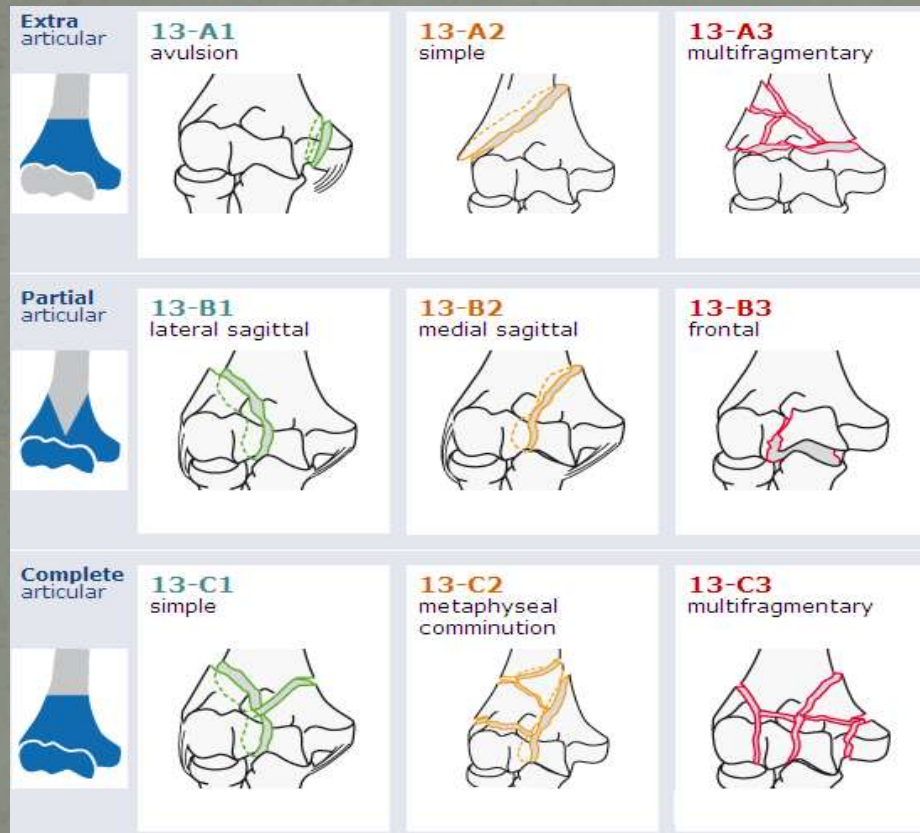 Extra
articular
13-A1
avulsion
13-A2
simple
13-A3
multifragmentary
Partial
articular
13-B1
lateral sagittal
13-B2
medial sagittal
13-B3
frontal
Complete
articular
13-C1
simple
13-C2
metaphyseal
comminution
13-C3
multifragmentary